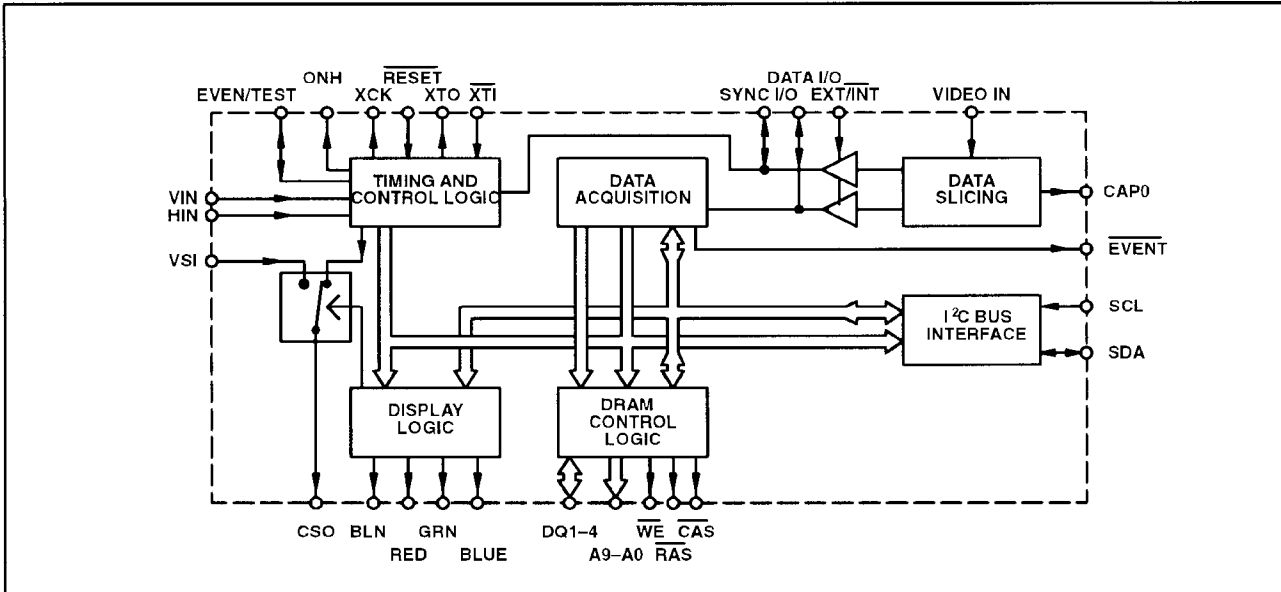 ONH
RESET
DATA I/O
EVEN/TEST
XCK
XTO
XTI
SYNC I/O
EXT/INT
VIDEO IN
TIMING AND
CONTROL LOGIC
DATA
ACQUISITION
DATA
SLICING
VIN
HIN
VSI
CAP0
EVENT
SCL
SDA
I²C BUS
INTERFACE
DISPLAY
LOGIC
DRAM
CONTROL
LOGIC
CSO
BLN
RED
GRN
BLUE
DQ1–4
A9–A0
WE
RAS
CAS